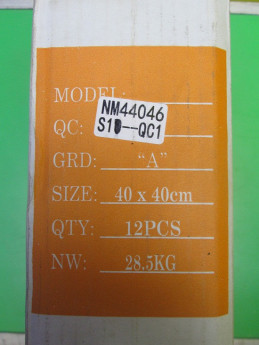 MODEL:
NM44046
S1D--QC1
QC:
GRD: "A"
SIZE: 40 x 40cm
QTY: 12PCS
NW: 28.5KG